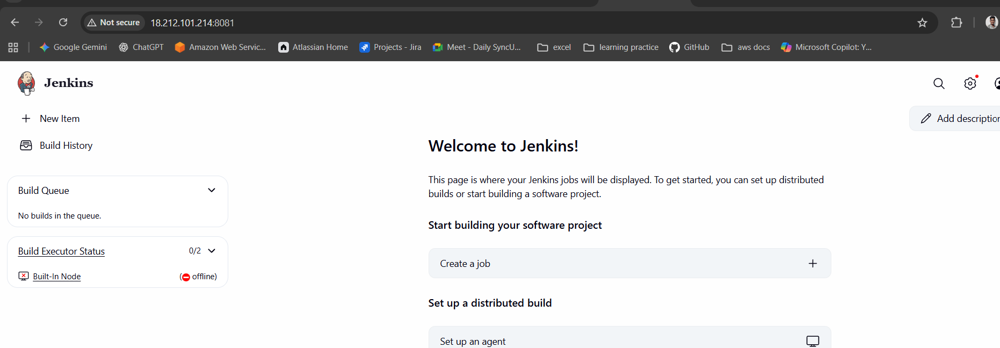 Not secure 18.212.101.214:8081
Google Gemini ChatGPT Amazon Web Servic... Atlassian Home Projects - Jira Meet - Daily SyncU... excel learning practice GitHub aws docs Microsoft Copilot: Y...
Jenkins
New Item
Build History
Build Queue
No builds in the queue.
Build Executor Status 0/2
Built-In Node (offline)
Add description
Welcome to Jenkins!
This page is where your Jenkins jobs will be displayed. To get started, you can set up distributed
builds or start building a software project.
Start building your software project
Create a job
Set up a distributed build
Set up an agent